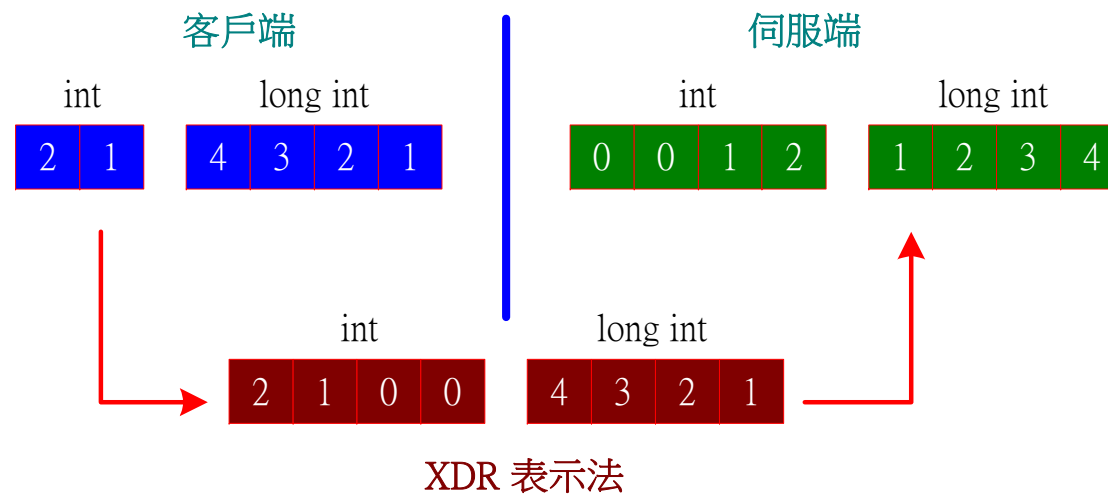 客戶端 伺服端
int long int int long int
2 1 4 3 2 1 0 0 1 2 1 2 3 4
int long int
2 1 0 0 4 3 2 1
XDR 表示法